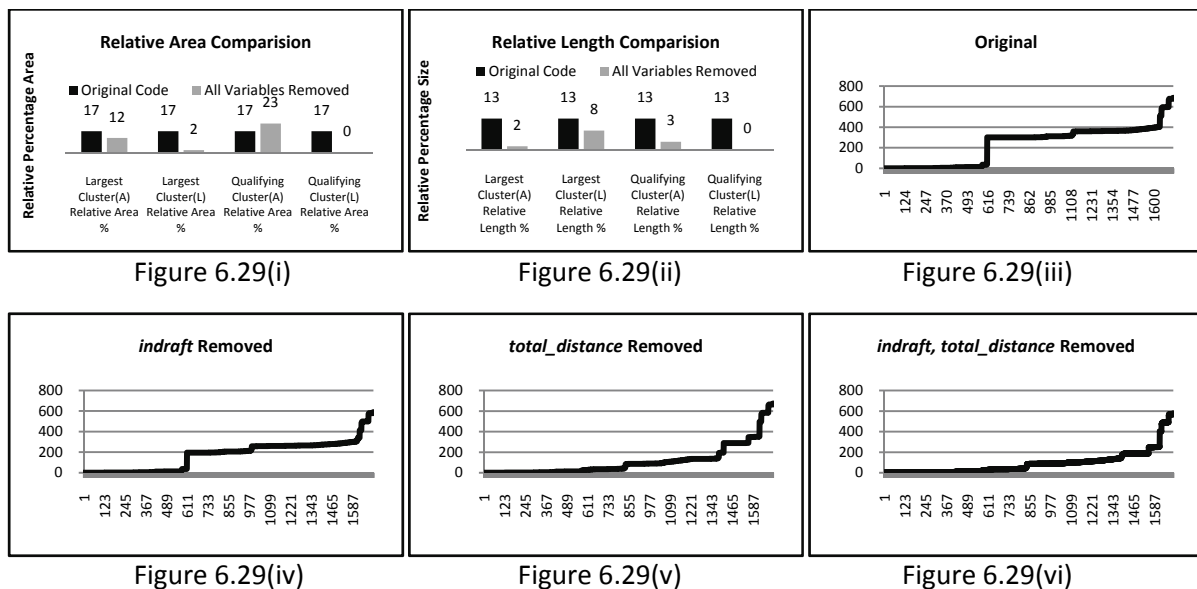 Relative Area Comparision
Relative Percentage Area
Original Code All Variables Removed
17 12 17 2 17 23 17 0
Largest Cluster(A) Relative Area %
Largest Cluster(L) Relative Area %
Qualifying Cluster(A) Relative Area %
Qualifying Cluster(L) Relative Area %
Figure 6.29(i)
Relative Length Comparision
Relative Percentage Size
Original Code All Variables Removed
13 2 13 8 13 3 13 0
Largest Cluster(A) Relative Length %
Largest Cluster(L) Relative Length %
Qualifying Cluster(A) Relative Length %
Qualifying Cluster(L) Relative Length %
Figure 6.29(ii)
Original
800
600
400
200
0
1 124 247 370 493 616 739 862 985 1108 1231 1354 1477 1600
Figure 6.29(iii)
indraft Removed
800
600
400
200
0
1 123 245 367 489 611 733 855 977 1099 1221 1343 1465 1587
Figure 6.29(iv)
total_distance Removed
800
600
400
200
0
1 123 245 367 489 611 733 855 977 1099 1221 1343 1465 1587
Figure 6.29(v)
indraft, total_distance Removed
800
600
400
200
0
1 123 245 367 489 611 733 855 977 1099 1221 1343 1465 1587
Figure 6.29(vi)